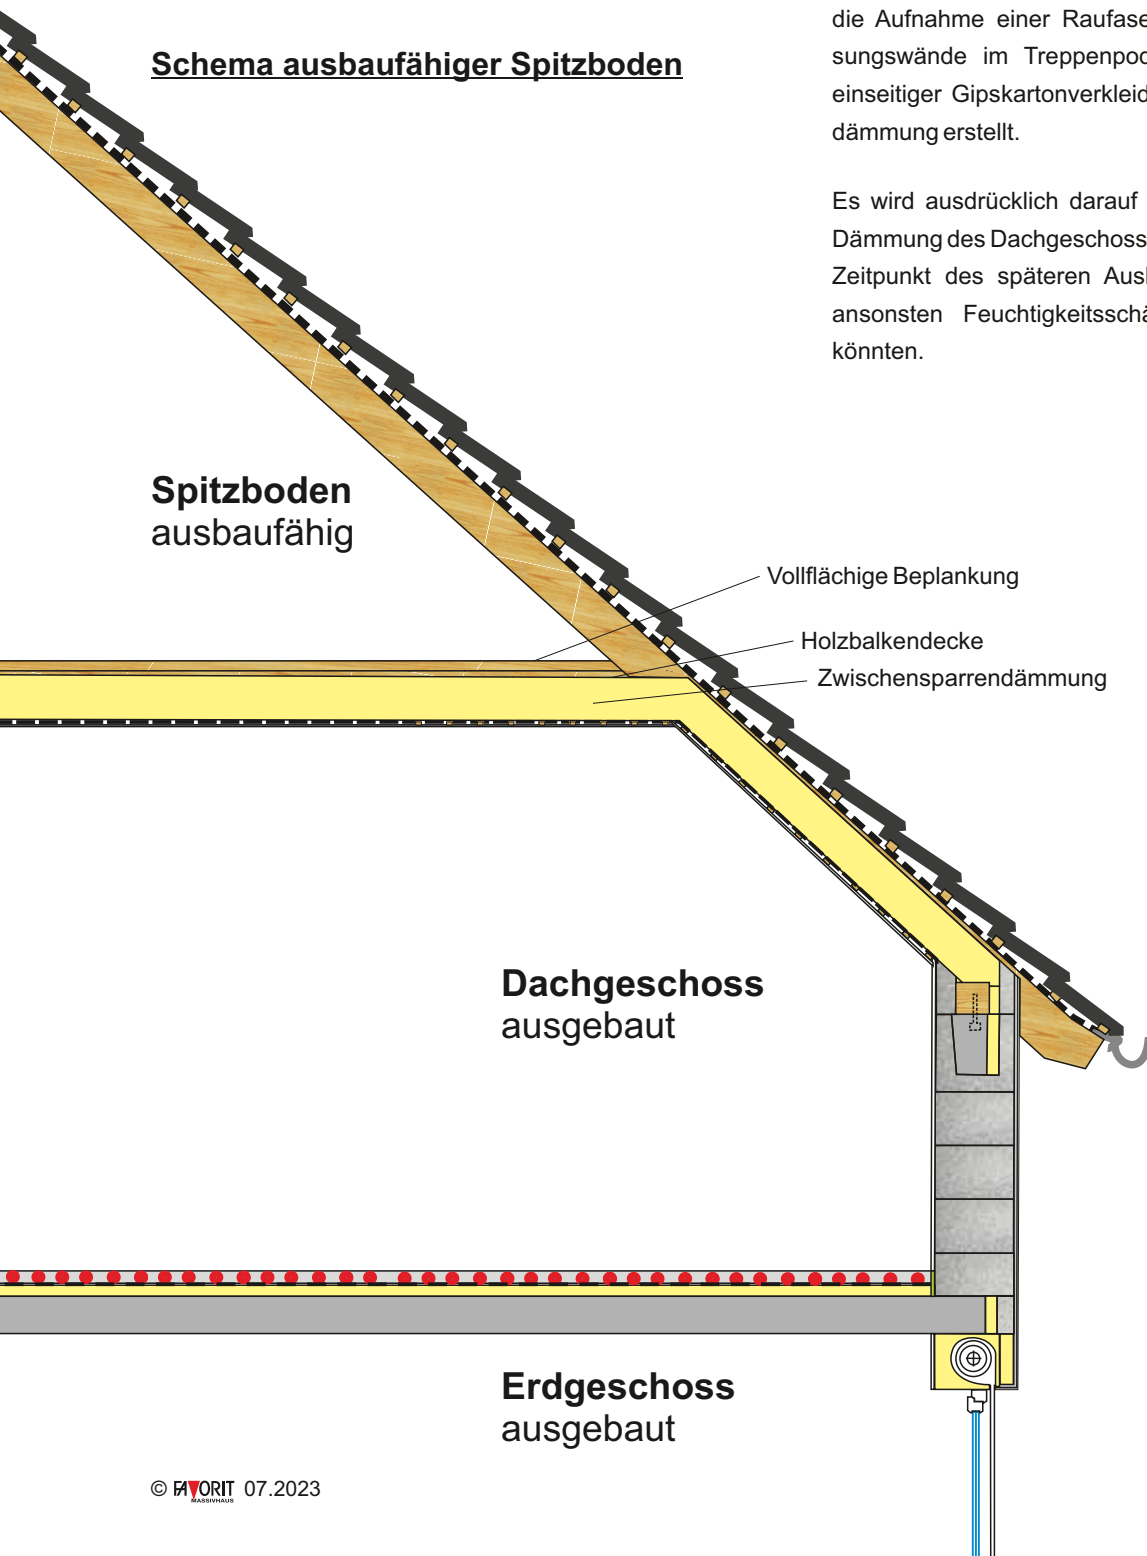 Schema ausbaufähiger Spitzboden
die Aufnahme einer Raufase
sungswände im Treppenpod
einseitiger Gipskartonverkleid
dämmung erstellt.
Es wird ausdrücklich darauf
Dämmung des Dachgeschoss
Zeitpunkt des späteren Ausb
ansonsten Feuchtigkeitsschä
könnten.
Spitzboden
ausbaufähig
Vollflächige Beplankung
Holzbalkendecke
Zwischensparrendämmung
Dachgeschoss
ausgebaut
Erdgeschoss
ausgebaut
© FAVORIT 07.2023
MASSIVHAUS